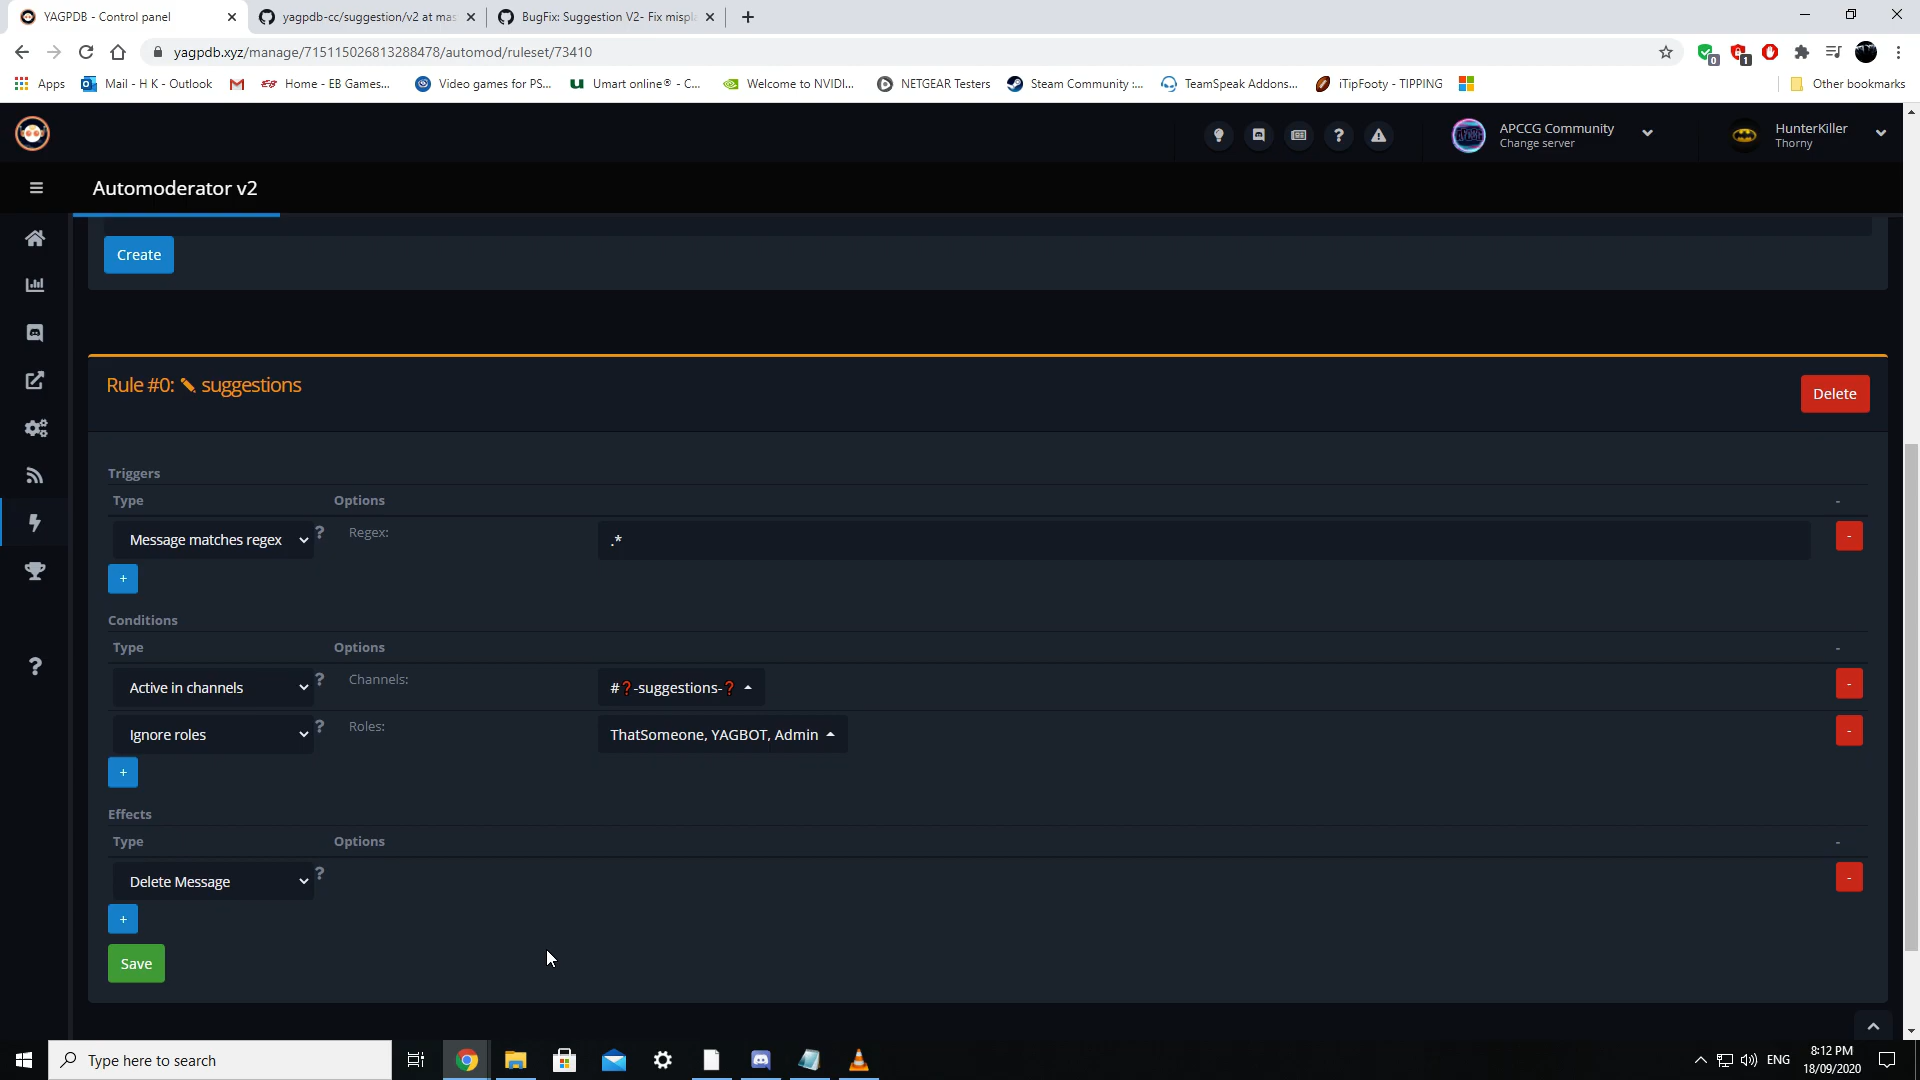 YAGPDB - Control panel
yagpdb-cc/suggestion/v2 at mas
BugFix: Suggestion V2- Fix mispl
yagpdb.xyz/manage/715115026813288478/automod/ruleset/73410
0
1
Apps
Mail - H K - Outlook
Home - EB Games...
Video games for PS...
Umart online® - C...
Welcome to NVIDI...
NETGEAR Testers
Steam Community :...
TeamSpeak Addons...
iTipFooty - TIPPING
Other bookmarks
APCCG Community
Change server
HunterKiller
Thorny
Automoderator v2
Create
Rule #0: ✏ suggestions
Delete
Triggers
Type Options -
Message matches regex ? Regex: .* -
+
Conditions
Type Options -
Active in channels ? Channels: #❓-suggestions-❓ -
Ignore roles ? Roles: ThatSomeone, YAGBOT, Admin -
+
Effects
Type Options -
Delete Message ? -
+
Save
Type here to search
ENG
8:12 PM
18/09/2020